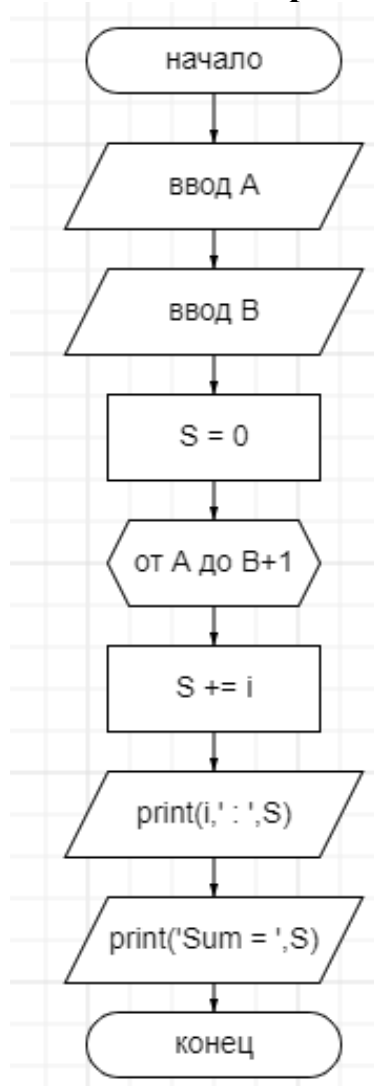 начало
ввод A
ввод B
S = 0
от A до B+1
S += i
print(i,' : ',S)
print('Sum = ',S)
конец